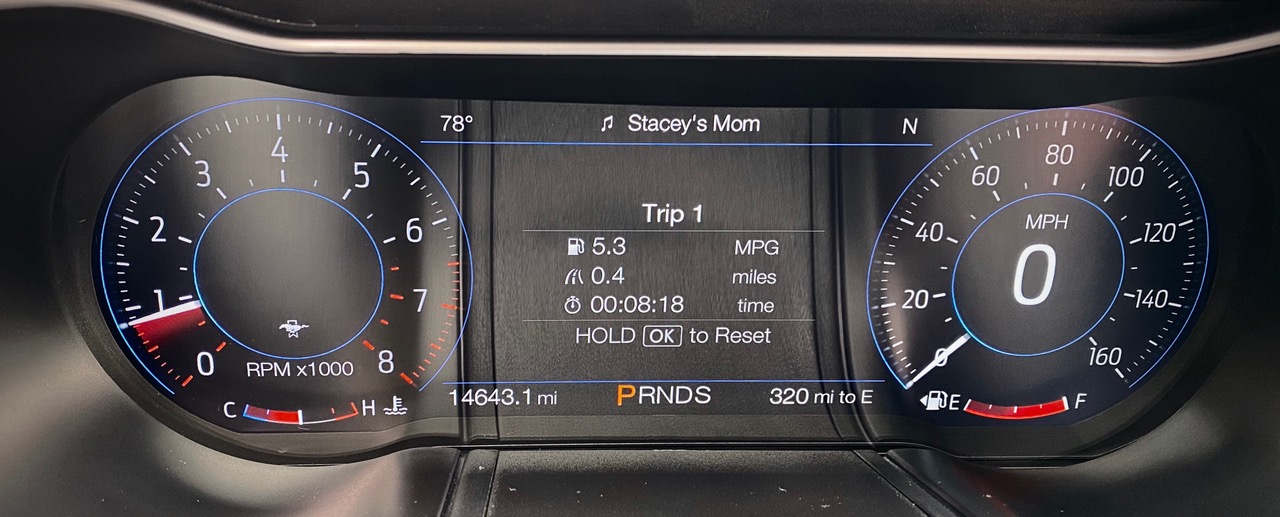 78°
♫ Stacey's Mom
N
0
1
2
3
4
5
6
7
8
RPM x1000
C
H
Trip 1
5.3 MPG
0.4 miles
00:08:18 time
HOLD OK to Reset
14643.1 mi
PRNDS
320 mi to E
0
20
40
60
80
100
120
140
160
MPH
0
E
F